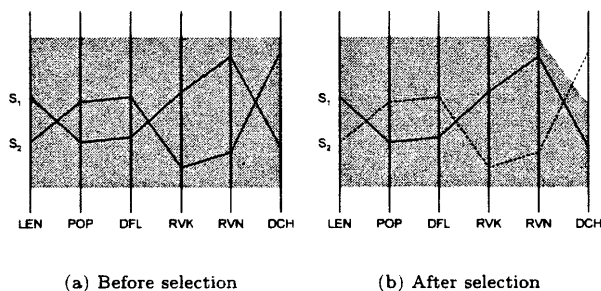 S1 S1
S2 S2
LEN POP DFL RVK RVN DCH LEN POP DFL RVK RVN DCH
(a) Before selection (b) After selection